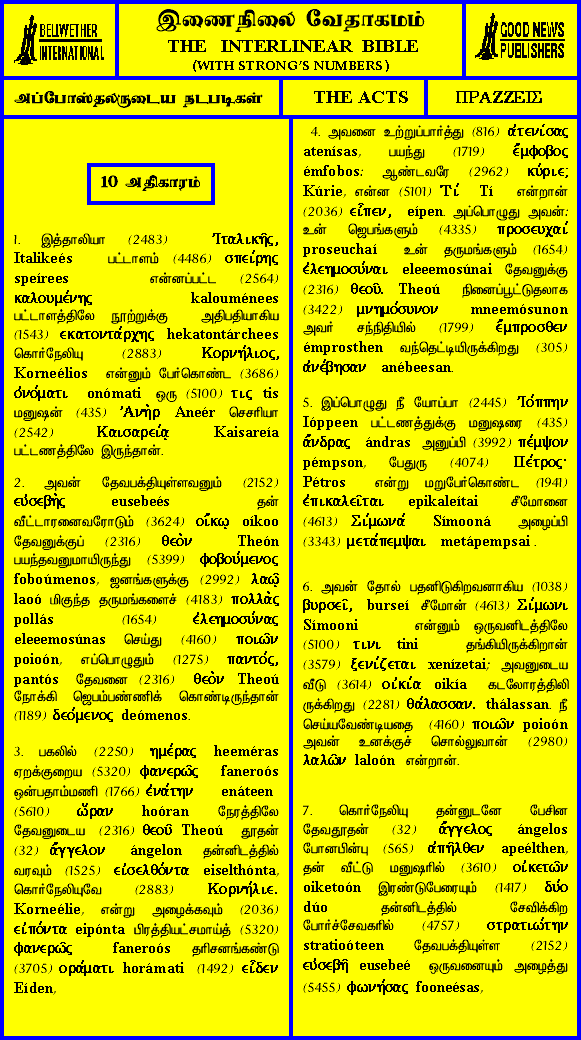 BELLWETHER
INTERNATIONAL
இணைநிலை வேதாகமம்
THE INTERLINEAR BIBLE
(WITH STRONG'S NUMBERS)
GOOD NEWS
PUBLISHERS
அப்போஸ்தலருடைய நடபடிகள்
THE ACTS
ΠΡΑΖΖΕΙΣ
10 அதிகாரம்
1. இத்தாலியா (2483) Ἰταλικῆς,
Italikeés பட்டாளம் (4486) σπείρης
speírees என்னப்பட்ட (2564)
καλουμένης kalouménees
பட்டாளத்திலே நூற்றுக்கு அதிபதியாகிய
(1543) εκατοντάρχης hekatontárchees
கொர்நேலியு (2883) Κορνήλιος,
Korneélios என்னும் பேர்கொண்ட (3686)
ὀνόματι onómati ஒரு (5100) τις tis
மனுஷன் (435) Ἀνὴρ Aneér செசரியா
(2542) Καισαρείᾳ Kaisareía
பட்டணத்திலே இருந்தான்.
2. அவன் தேவபக்தியுள்ளவனும் (2152)
εὐσεβὴς eusebeés தன்
வீட்டாரனைவரோடும் (3624) οἴκῳ oíkoo
தேவனுக்குப் (2316) θεὸν Theón
பயந்தவனுமாயிருந்து (5399) φοβούμενος
foboúmenos, ஜனங்களுக்கு (2992) λαῷ
laoó மிகுந்த தருமங்களைச் (4183) πολλὰς
pollás (1654) ἐλεημοσύνας
eleeemosúnas செய்து (4160) ποιῶν
poioón, எப்பொழுதும் (1275) παντός,
pantós தேவனை (2316) θεὸν Theoú
நோக்கி ஜெபம்பண்ணிக் கொண்டிருந்தான்
(1189) δεόμενος deómenos.
3. பகலில் (2250) ημέρας heeméras
ஏறக்குறைய (5320) φανερῶς faneroós
ஒன்பதாம்மணி (1766) ἐνάτην enáteen
(5610) ὥραν hoóran நேரத்திலே
தேவனுடைய (2316) θεοῦ Theoú தூதன்
(32) ἄγγελον ángelon தன்னிடத்தில்
வரவும் (1525) εἰσελθόντα eiselthónta,
கொர்நேலியுவே (2883) Κορνήλιε.
Korneélie, என்று அழைக்கவும் (2036)
εἰπόντα eipónta பிரத்தியட்சமாய்த் (5320)
φανερῶς faneroós தரிசனங்கண்டு
(3705) οράματι horámati (1492) εἶδεν
Eíden,
4. அவனை உற்றுப்பார்த்து (816) ἀτενίσας
atenísas, பயந்து (1719) ἔμφοβος
émfobos: ஆண்டவரே (2962) κύριε;
Kúrie, என்ன (5101) Τί Tí என்றான்
(2036) εἶπεν, eípen. அப்பொழுது அவன்:
உன் ஜெபங்களும் (4335) προσευχαί
proseuchaí உன் தருமங்களும் (1654)
ἐλεημοσύναι eleeemosúnai தேவனுக்கு
(2316) θεοῦ. Theoú நினைப்பூட்டுதலாக
(3422) μνημόσυνον mneemósunon
அவர் சந்நிதியில் (1799) ἔμπροσθεν
émprosthen வந்தெட்டியிருக்கிறது (305)
ἀνέβησαν anébeesan.
5. இப்பொழுது நீ யோப்பா (2445) Ἰόππην
Ióppeen பட்டணத்துக்கு மனுஷரை (435)
ἄνδρας ándras அனுப்பி (3992) πέμψον
pémpson, பேதுரு (4074) Πέτρος·
Pétros என்று மறுபேர்கொண்ட (1941)
ἐπικαλεῖται epikaleítai சீமோனை
(4613) Σίμωνά Símooná அழைப்பி
(3343) μετάπεμψαι metápempsai .
6. அவன் தோல் பதனிடுகிறவனாகிய (1038)
βυρσεῖ, burseí சீமோன் (4613) Σίμωνι
Símooni என்னும் ஒருவனிடத்திலே
(5100) τινι tini தங்கியிருக்கிறான்
(3579) ξενίζεται xenízetai; அவனுடைய
வீடு (3614) οἰκία oikía கடலோரத்திலி
ருக்கிறது (2281) θάλασσαν. thálassan. நீ
செய்யவேண்டியதை (4160) ποιῶν poioón
அவன் உனக்குச் சொல்லுவான் (2980)
λαλῶν laloón என்றான்.
7. கொர்நேலியு தன்னுடனே பேசின
தேவதூதன் (32) ἄγγελος ángelos
போனபின்பு (565) ἀπῆλθεν apeélthen,
தன் வீட்டு மனுஷரில் (3610) οἰκετῶν
oiketoón இரண்டுபேரையும் (1417) δύο
dúo தன்னிடத்தில் சேவிக்கிற
போர்ச்சேவகரில் (4757) στρατιώτην
stratioóteen தேவபக்தியுள்ள (2152)
εὐσεβῆ eusebeé ஒருவனையும் அழைத்து
(5455) φωνήσας fooneésas,